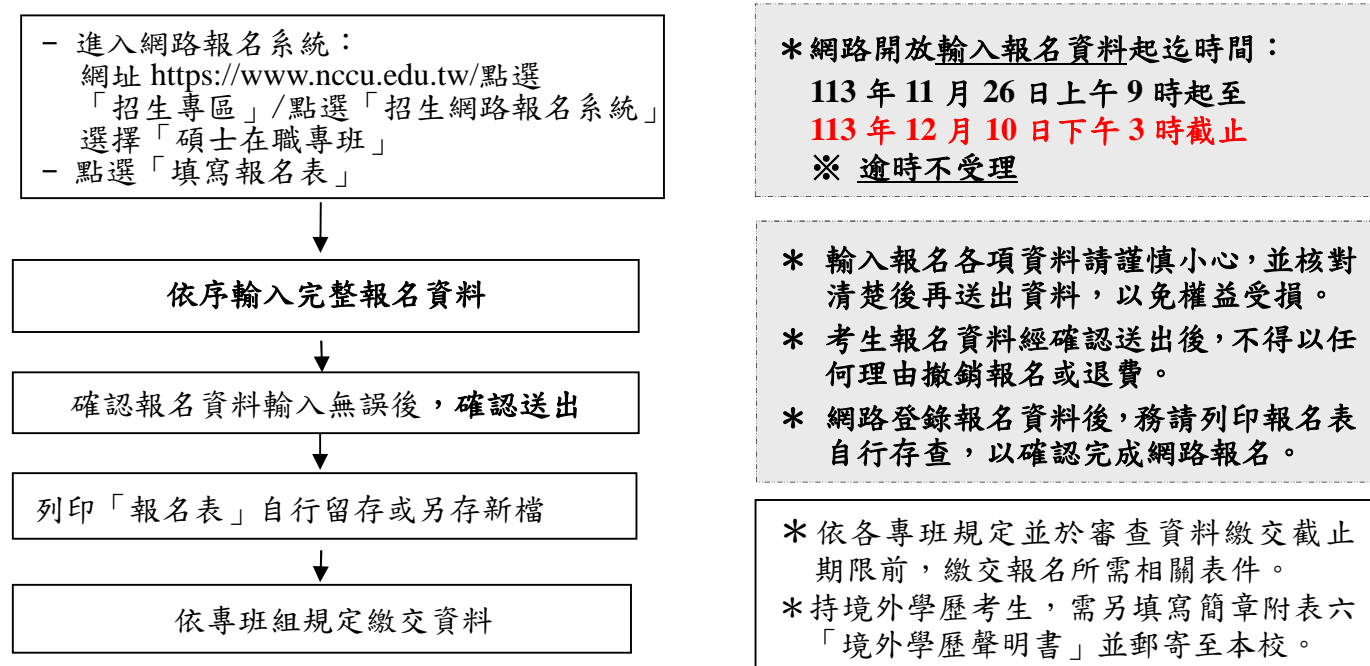 - 進入網路報名系統：
網址 https://www.nccu.edu.tw/點選
「招生專區」/點選「招生網路報名系統」
選擇「碩士在職專班」
- 點選「填寫報名表」
依序輸入完整報名資料
確認報名資料輸入無誤後，確認送出
列印「報名表」自行留存或另存新檔
依專班組規定繳交資料
＊網路開放輸入報名資料起迄時間：
113 年 11 月 26 日上午 9 時起至
113 年 12 月 10 日下午 3 時截止
※ 逾時不受理
＊ 輸入報名各項資料請謹慎小心，並核對
清楚後再送出資料，以免權益受損。
＊ 考生報名資料經確認送出後，不得以任
何理由撤銷報名或退費。
＊ 網路登錄報名資料後，務請列印報名表
自行存查，以確認完成網路報名。
＊依各專班規定並於審查資料繳交截止
期限前，繳交報名所需相關表件。
＊持境外學歷考生，需另填寫簡章附表六
「境外學歷聲明書」並郵寄至本校。